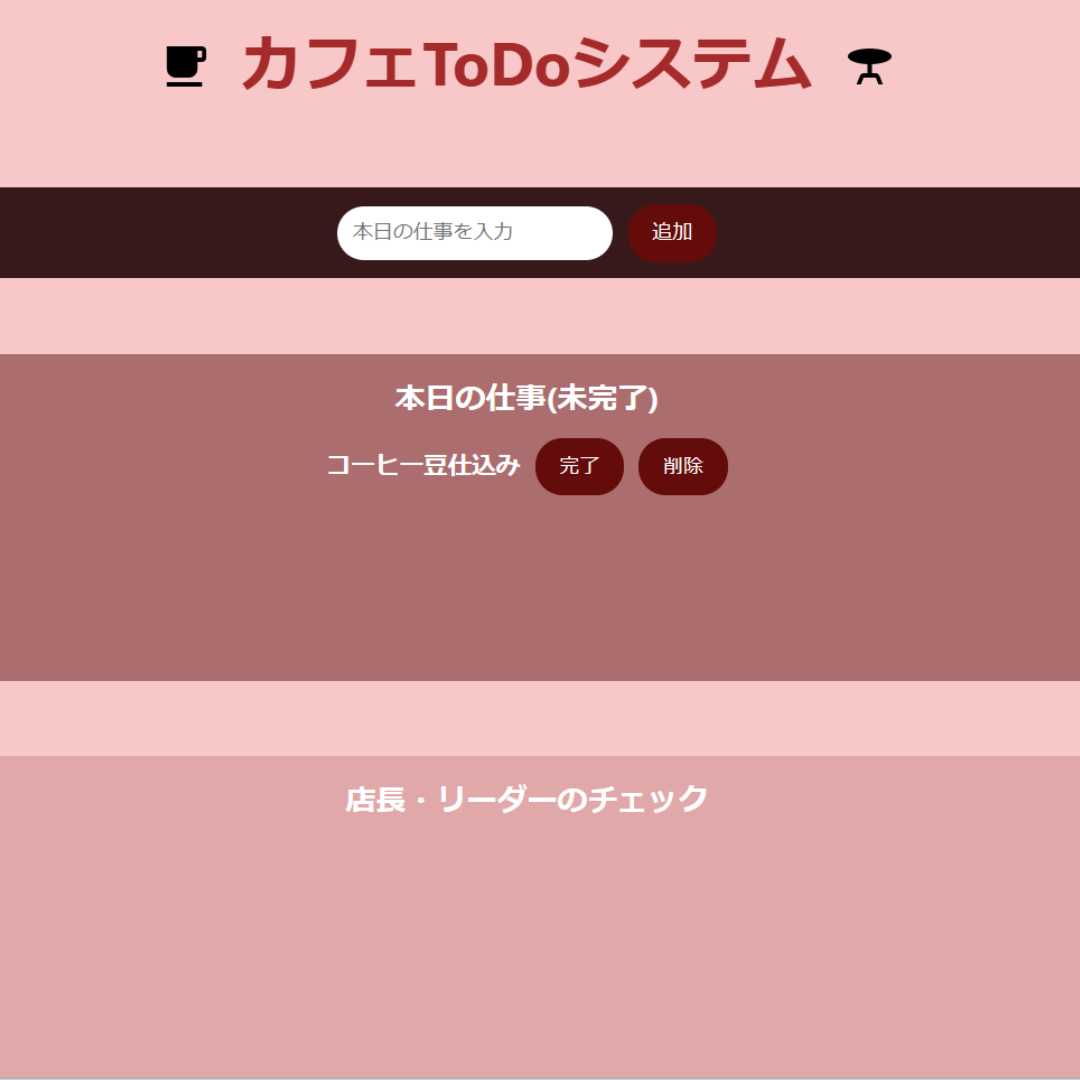 カフェToDoシステム
本日の仕事を入力 追加
本日の仕事(未完了)
コーヒー豆仕込み 完了 削除
店長・リーダーのチェック